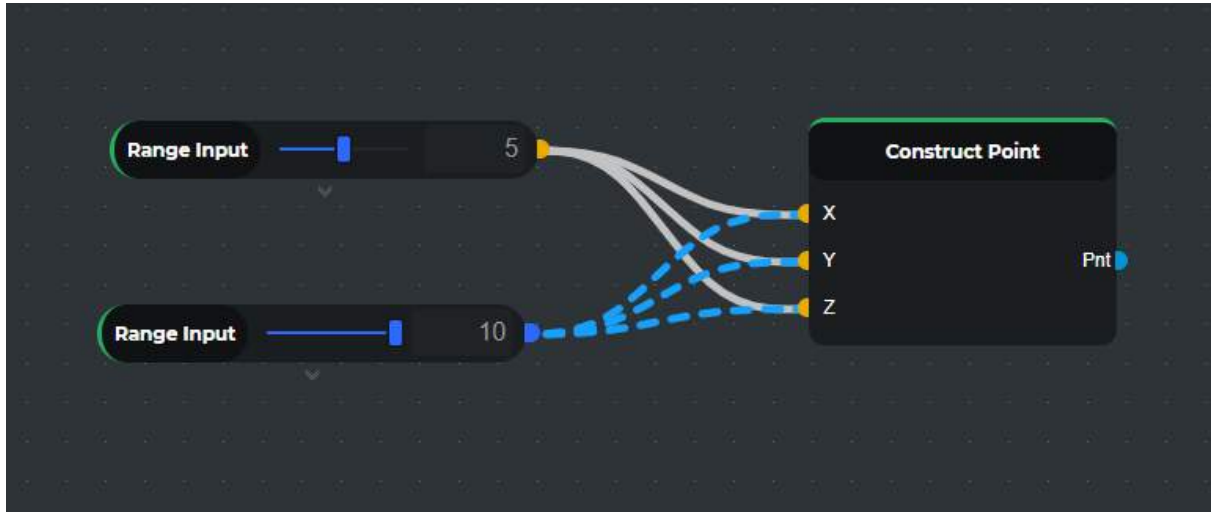 Range Input 5
Construct Point
X
Y
Pnt
Z
Range Input 10